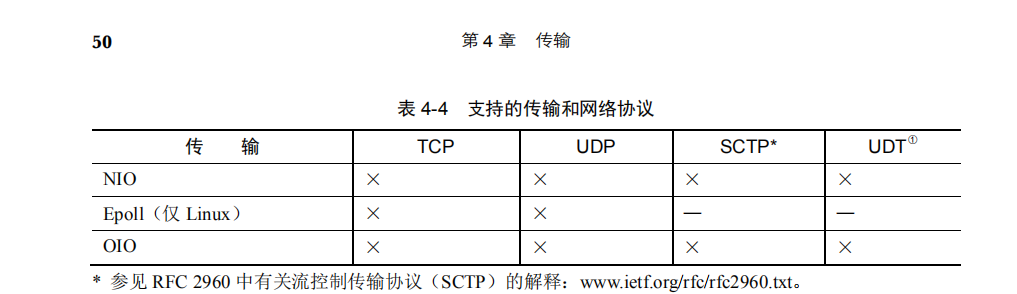 50 第 4 章 传输
表 4-4 支持的传输和网络协议
传 输 TCP UDP SCTP* UDT①
NIO × × × ×
Epoll（仅 Linux） × × — —
OIO × × × ×
* 参见 RFC 2960 中有关流控制传输协议（SCTP）的解释：www.ietf.org/rfc/rfc2960.txt。